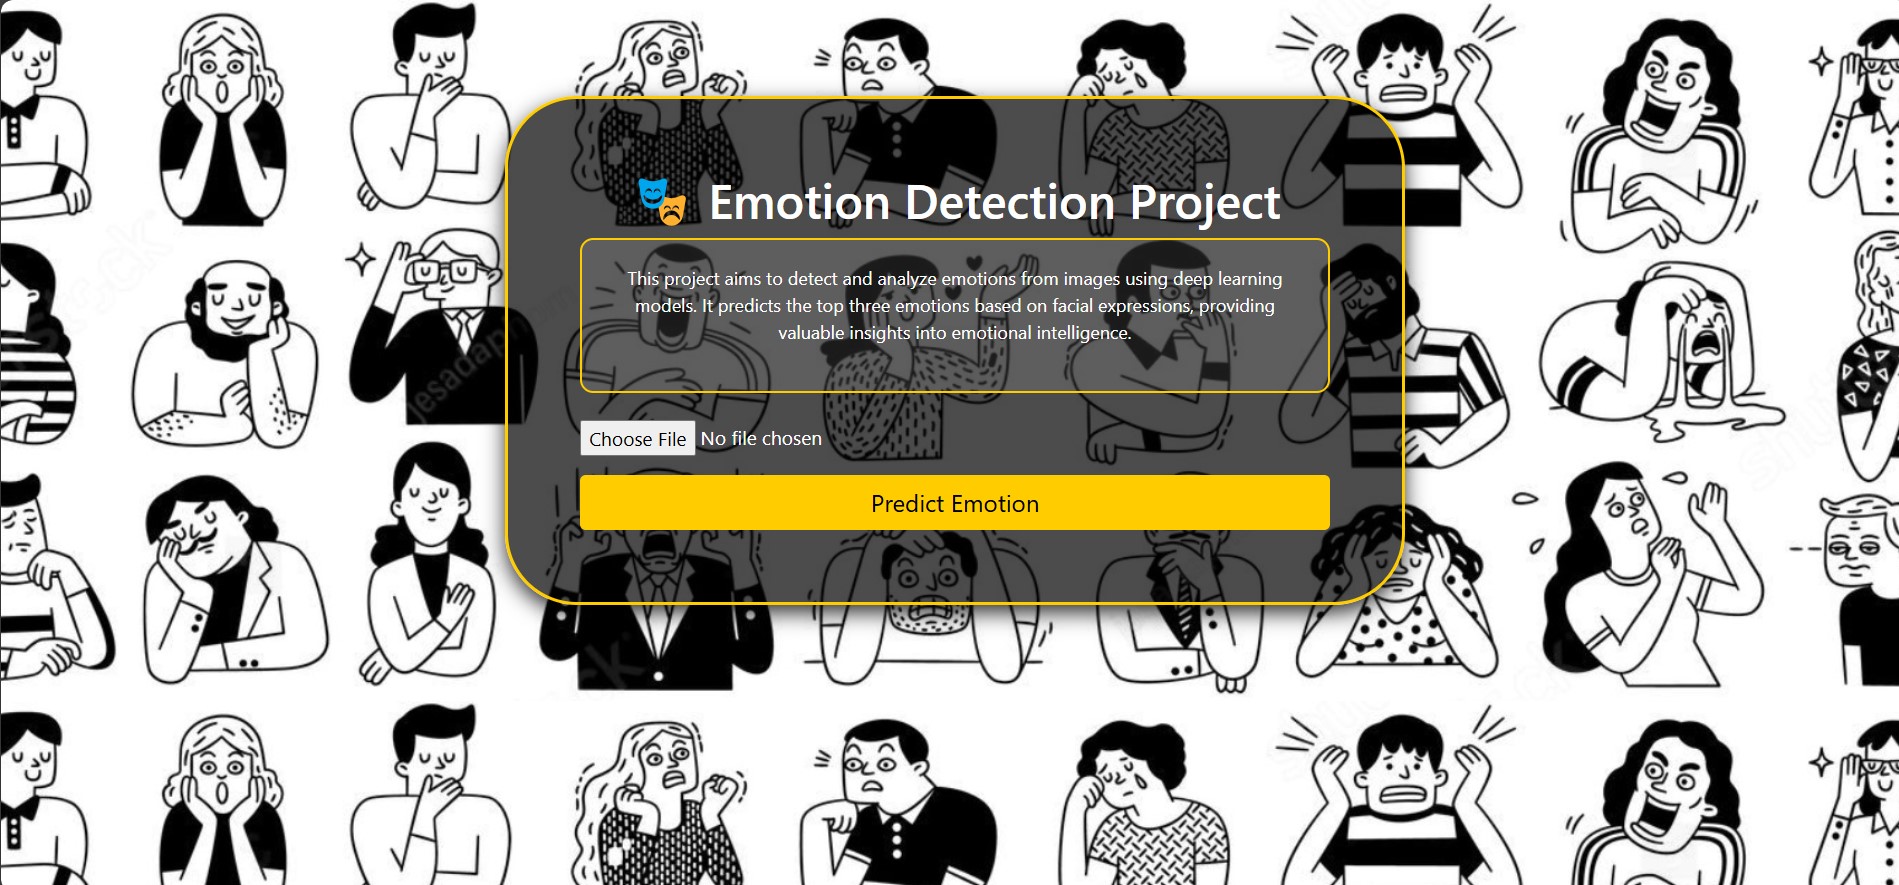 Emotion Detection Project
This project aims to detect and analyze emotions from images using deep learning
models. It predicts the top three emotions based on facial expressions, providing
valuable insights into emotional intelligence.
Choose File No file chosen
Predict Emotion